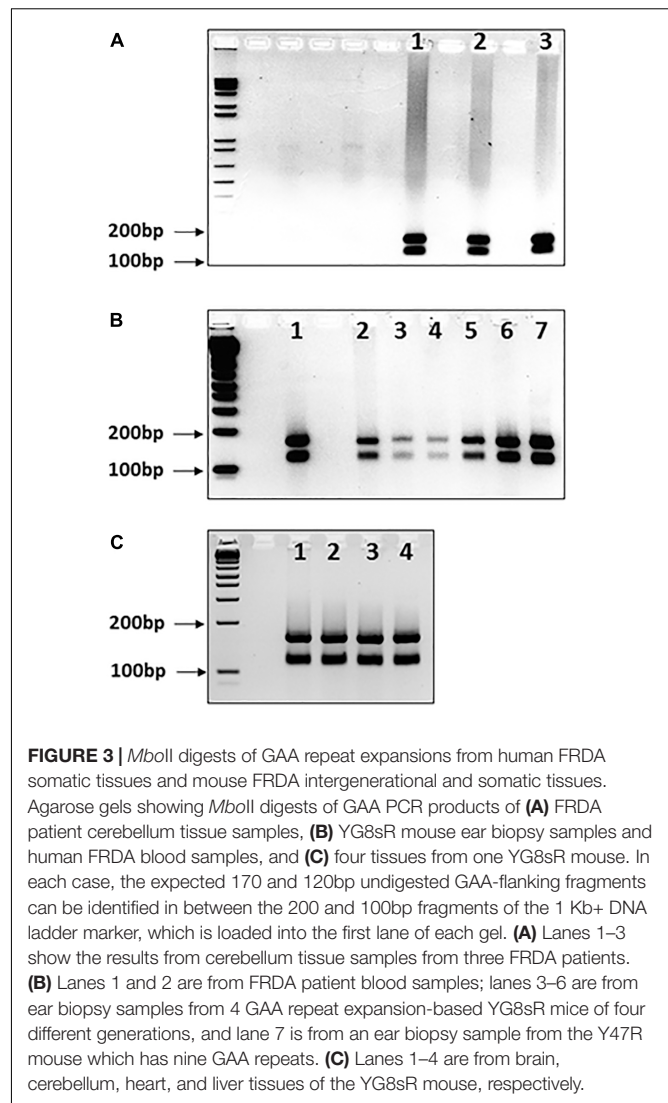 A
1 2 3
200bp
100bp
B
1 2 3 4 5 6 7
200bp
100bp
C
1 2 3 4
200bp
100bp
FIGURE 3 | MboII digests of GAA repeat expansions from human FRDA
somatic tissues and mouse FRDA intergenerational and somatic tissues.
Agarose gels showing MboII digests of GAA PCR products of (A) FRDA
patient cerebellum tissue samples, (B) YG8sR mouse ear biopsy samples and
human FRDA blood samples, and (C) four tissues from one YG8sR mouse. In
each case, the expected 170 and 120bp undigested GAA-flanking fragments
can be identified in between the 200 and 100bp fragments of the 1 Kb+ DNA
ladder marker, which is loaded into the first lane of each gel. (A) Lanes 1–3
show the results from cerebellum tissue samples from three FRDA patients.
(B) Lanes 1 and 2 are from FRDA patient blood samples; lanes 3–6 are from
ear biopsy samples from 4 GAA repeat expansion-based YG8sR mice of four
different generations, and lane 7 is from an ear biopsy sample from the Y47R
mouse which has nine GAA repeats. (C) Lanes 1–4 are from brain,
cerebellum, heart, and liver tissues of the YG8sR mouse, respectively.